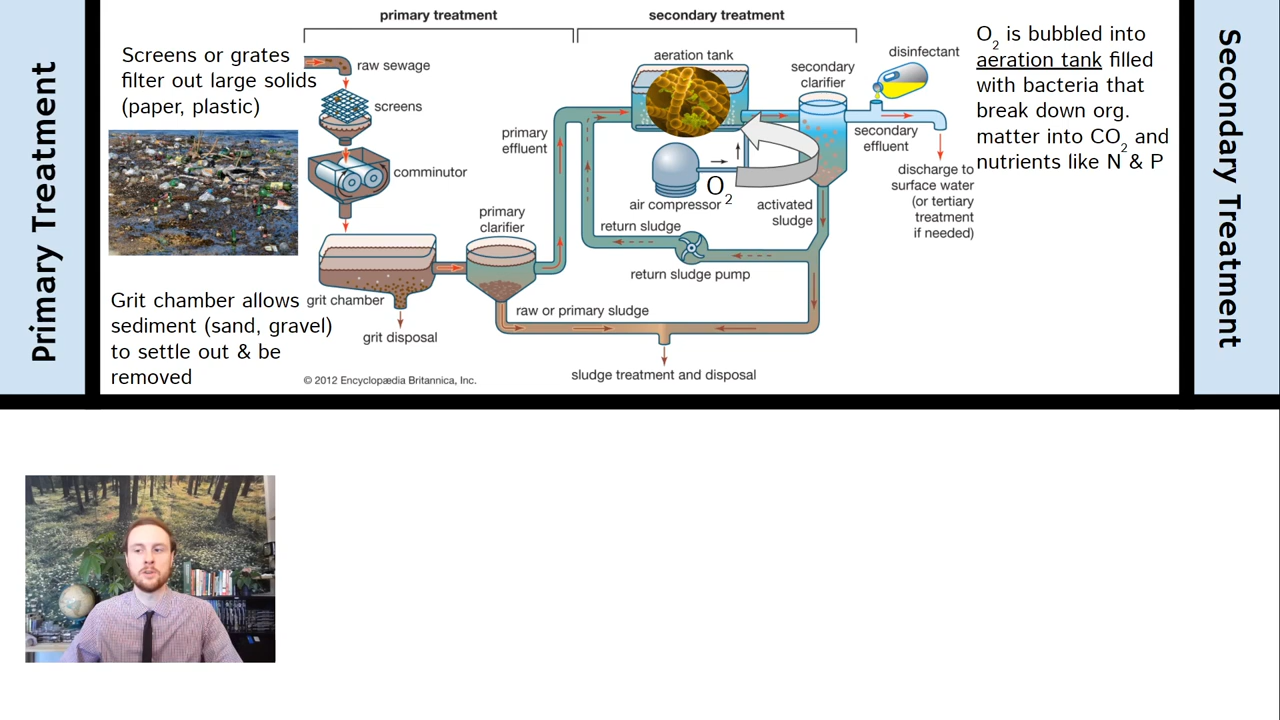 Primary Treatment
Screens or grates
filter out large solids
(paper, plastic)
Grit chamber allows
sediment (sand, gravel)
to settle out & be
removed
primary treatment
secondary treatment
raw sewage
screens
comminutor
grit chamber
grit disposal
primary
clarifier
primary
effluent
raw or primary sludge
aeration tank
air compressor
O2
return sludge
return sludge pump
activated
sludge
secondary
clarifier
disinfectant
secondary
effluent
discharge to
surface water
(or tertiary
treatment
if needed)
sludge treatment and disposal
© 2012 Encyclopædia Britannica, Inc.
O2 is bubbled into
aeration tank filled
with bacteria that
break down org.
matter into CO2 and
nutrients like N & P
Secondary Treatment